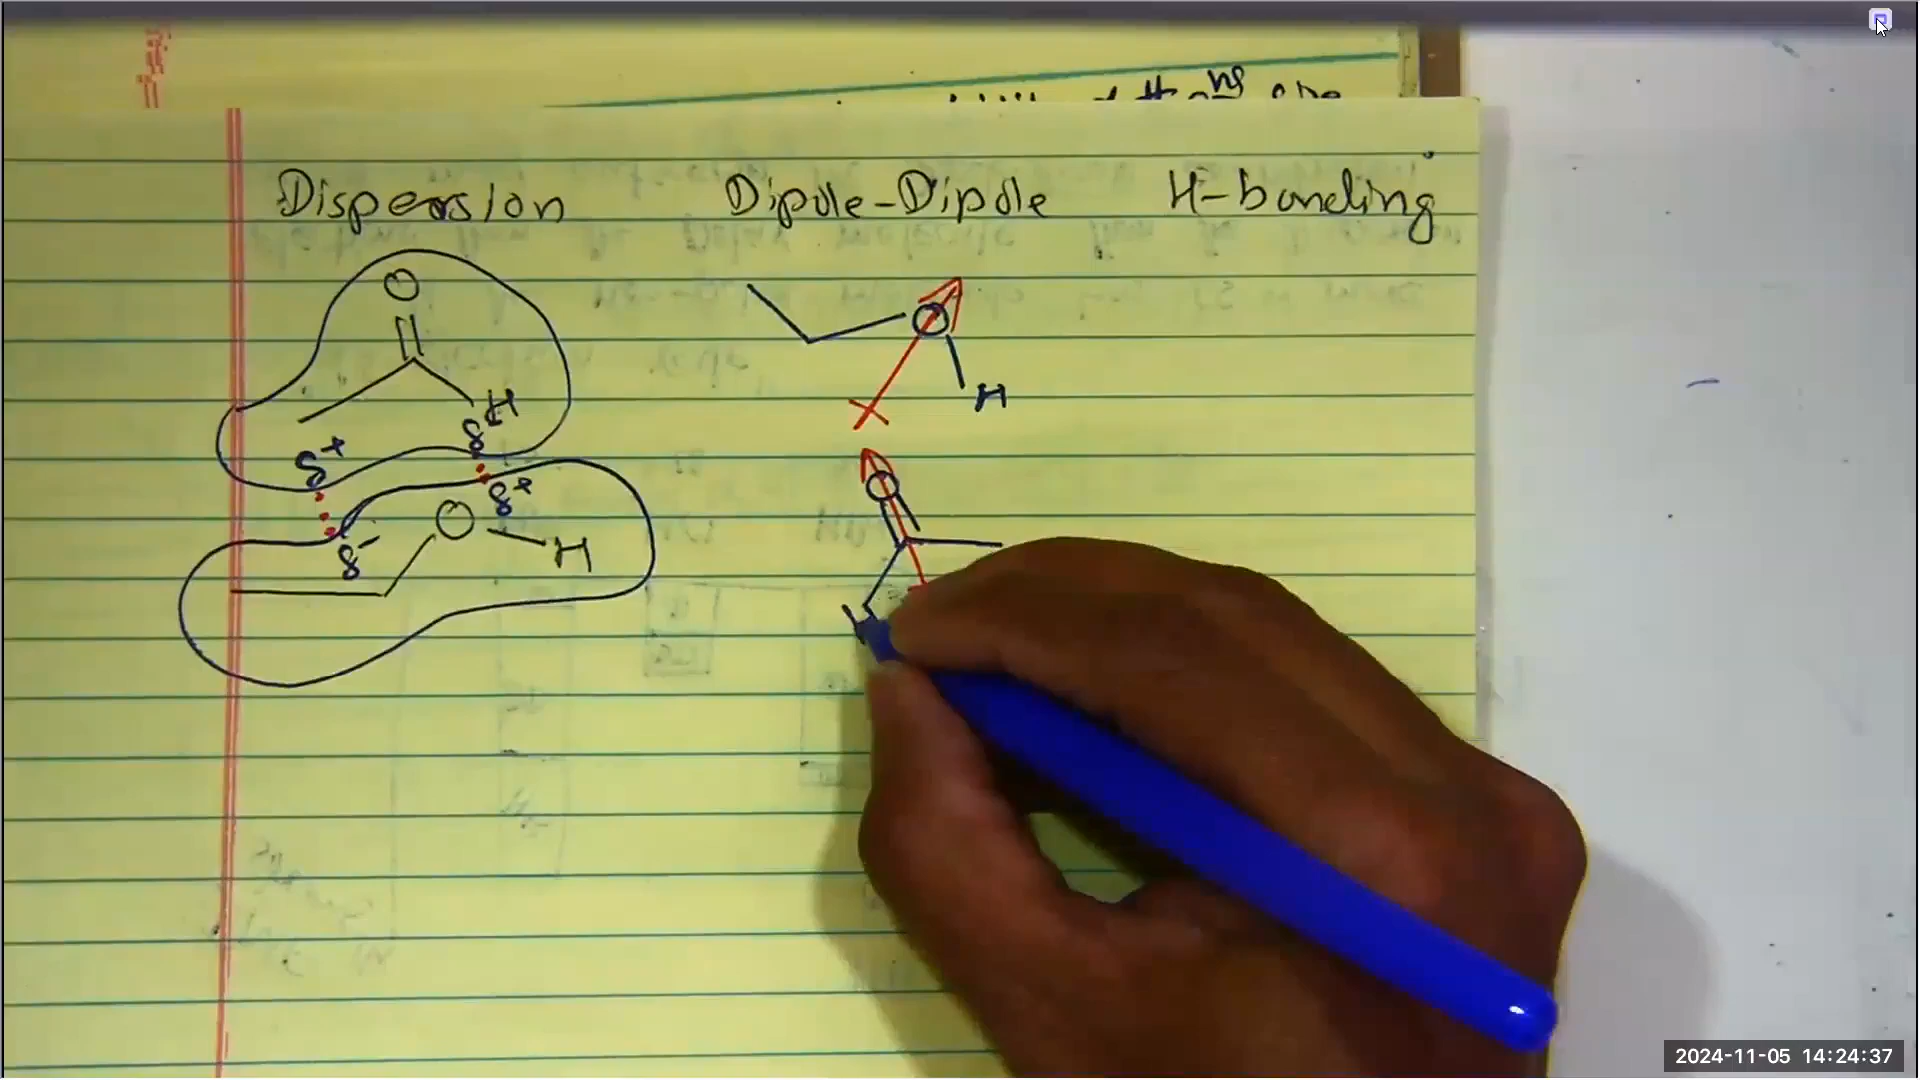 Dispersion Dipole-Dipole H-bonding
O
O
H
H
δ+ δ-
O
δ+
O
δ-
H
2024-11-05 14:24:37